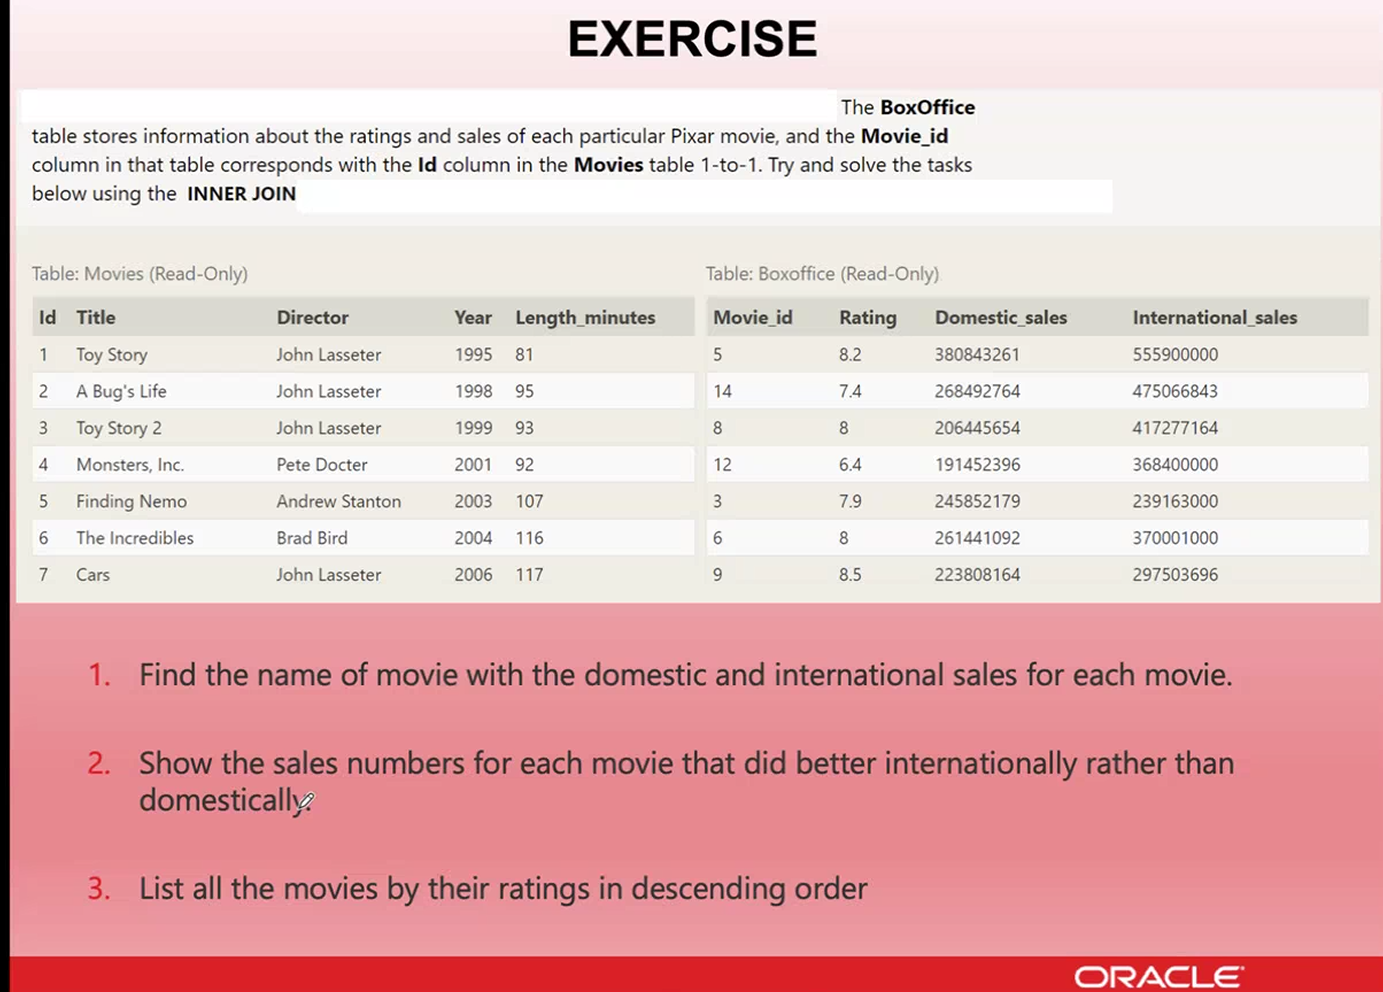 EXERCISE
The BoxOffice
table stores information about the ratings and sales of each particular Pixar movie, and the Movie_id
column in that table corresponds with the Id column in the Movies table 1-to-1. Try and solve the tasks
below using the INNER JOIN
Table: Movies (Read-Only)
Id Title Director Year Length_minutes
1 Toy Story John Lasseter 1995 81
2 A Bug's Life John Lasseter 1998 95
3 Toy Story 2 John Lasseter 1999 93
4 Monsters, Inc. Pete Docter 2001 92
5 Finding Nemo Andrew Stanton 2003 107
6 The Incredibles Brad Bird 2004 116
7 Cars John Lasseter 2006 117
Table: Boxoffice (Read-Only)
Movie_id Rating Domestic_sales International_sales
5 8.2 380843261 555900000
14 7.4 268492764 475066843
8 8 206445654 417277164
12 6.4 191452396 368400000
3 7.9 245852179 239163000
6 8 261441092 370001000
9 8.5 223808164 297503696
1. Find the name of movie with the domestic and international sales for each movie.
2. Show the sales numbers for each movie that did better internationally rather than
domestically.
3. List all the movies by their ratings in descending order
ORACLE